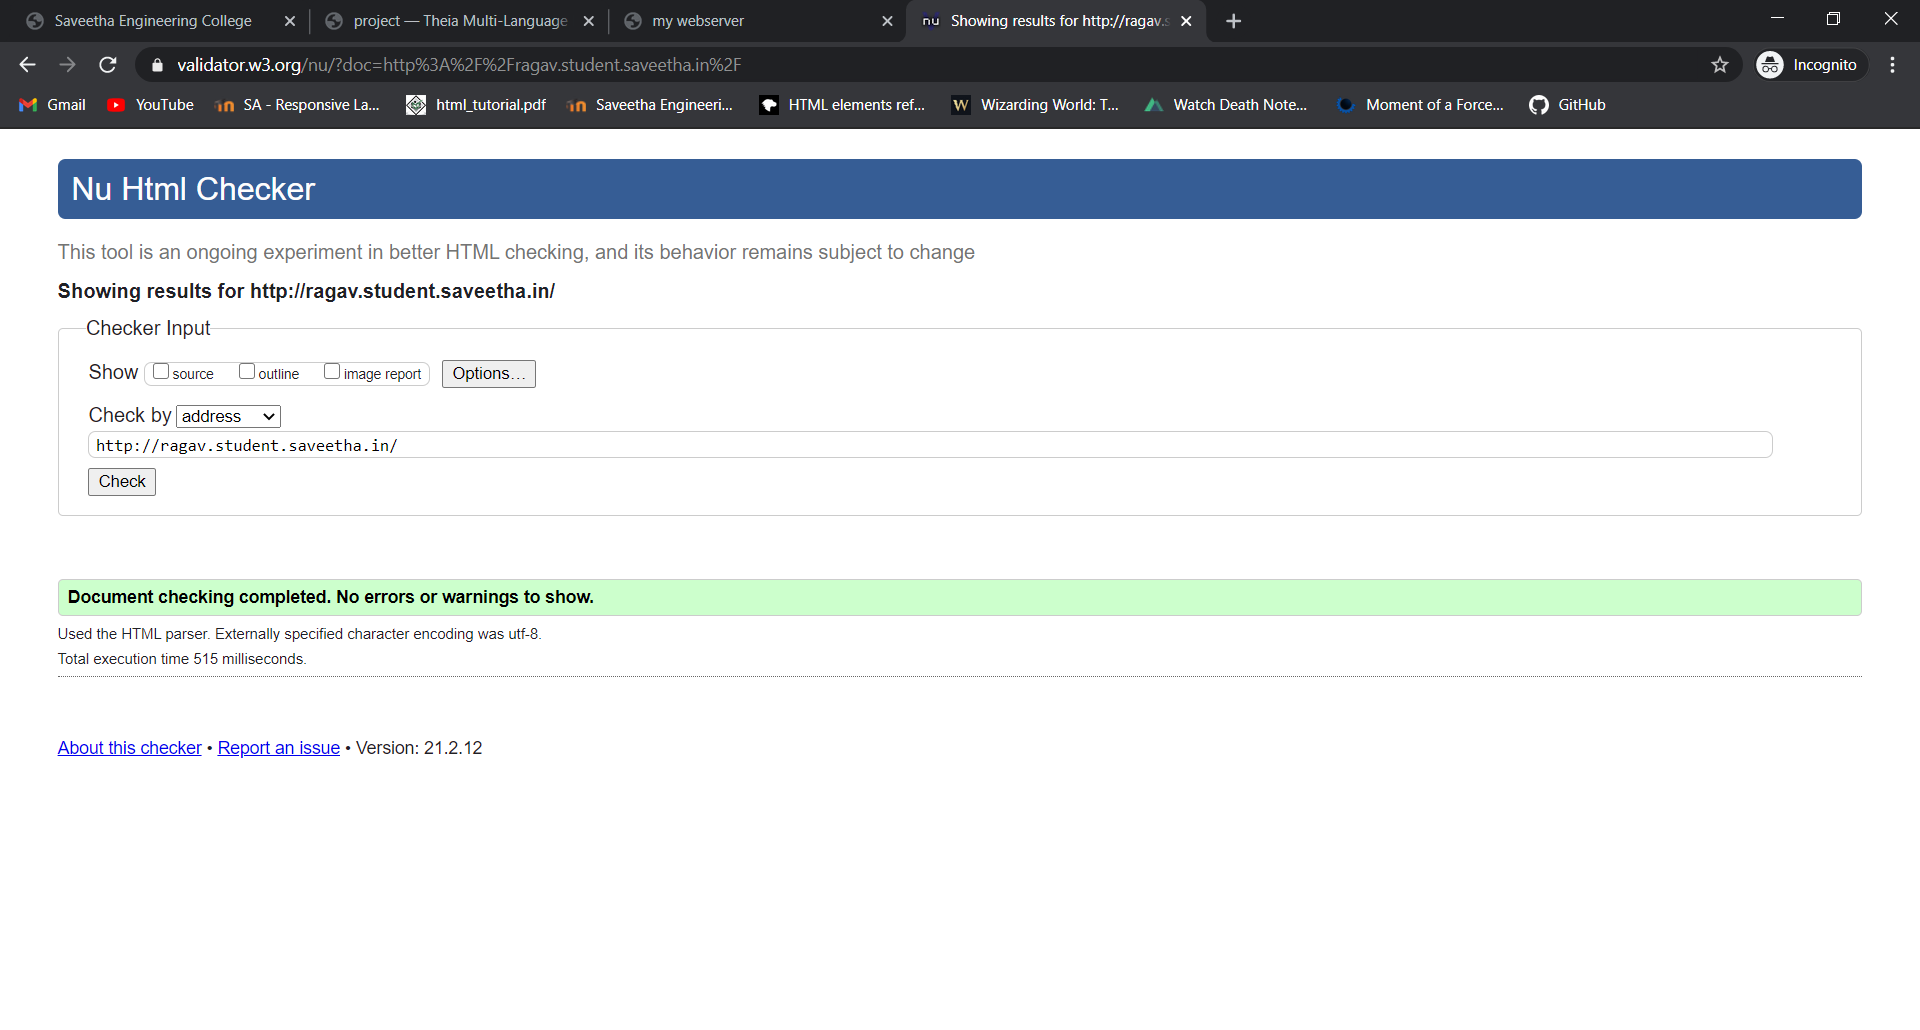 Saveetha Engineering College
project — Theia Multi-Language
my webserver
nu Showing results for http://ragav.s
validator.w3.org/nu/?doc=http%3A%2F%2Fragav.student.saveetha.in%2F
Incognito
Gmail
YouTube
SA - Responsive La...
html_tutorial.pdf
Saveetha Engineeri...
HTML elements ref...
W Wizarding World: T...
Watch Death Note...
Moment of a Force...
GitHub
Nu Html Checker
This tool is an ongoing experiment in better HTML checking, and its behavior remains subject to change
Showing results for http://ragav.student.saveetha.in/
Checker Input
Show source outline image report Options...
Check by address
http://ragav.student.saveetha.in/
Check
Document checking completed. No errors or warnings to show.
Used the HTML parser. Externally specified character encoding was utf-8.
Total execution time 515 milliseconds.
About this checker • Report an issue • Version: 21.2.12